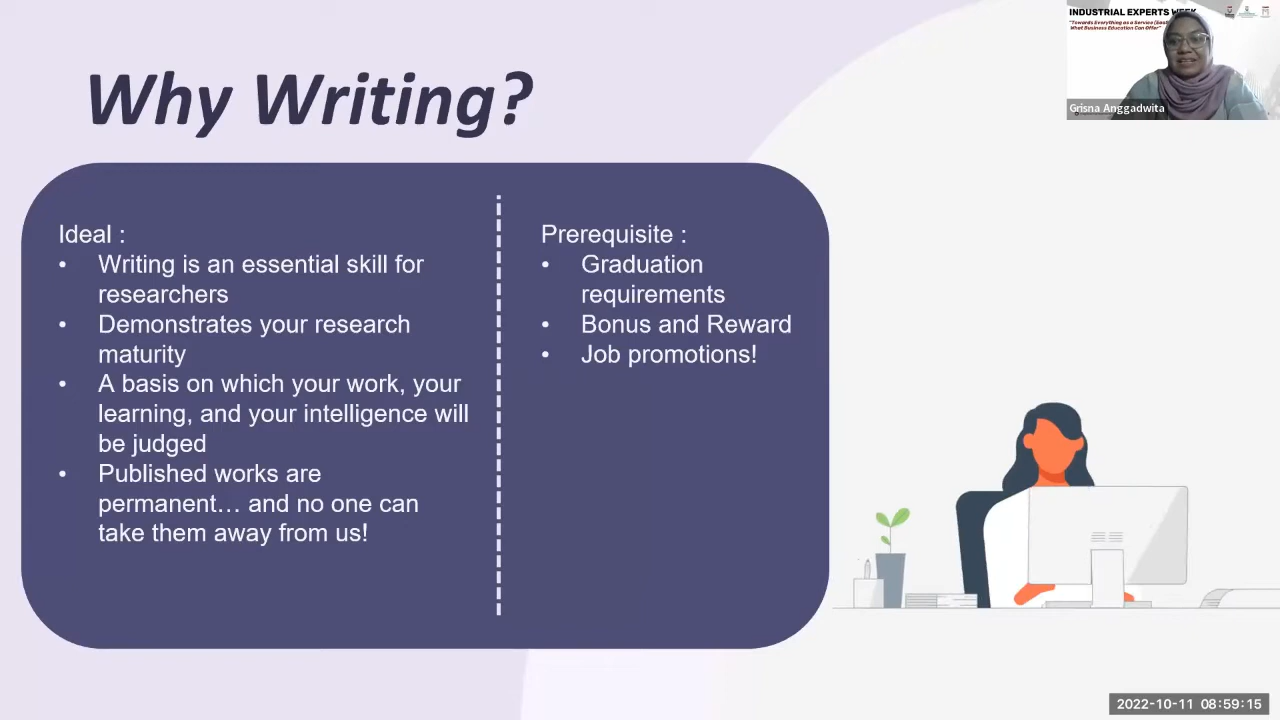 Why Writing?
Ideal :
• Writing is an essential skill for
researchers
• Demonstrates your research
maturity
• A basis on which your work, your
learning, and your intelligence will
be judged
• Published works are
permanent… and no one can
take them away from us!
Prerequisite :
• Graduation
requirements
• Bonus and Reward
• Job promotions!
INDUSTRIAL EXPERTS WEEK
"Towards Everything as a Service
What Business Education Can Offer"
Grisna Anggadwita
2022-10-11 08:59:15